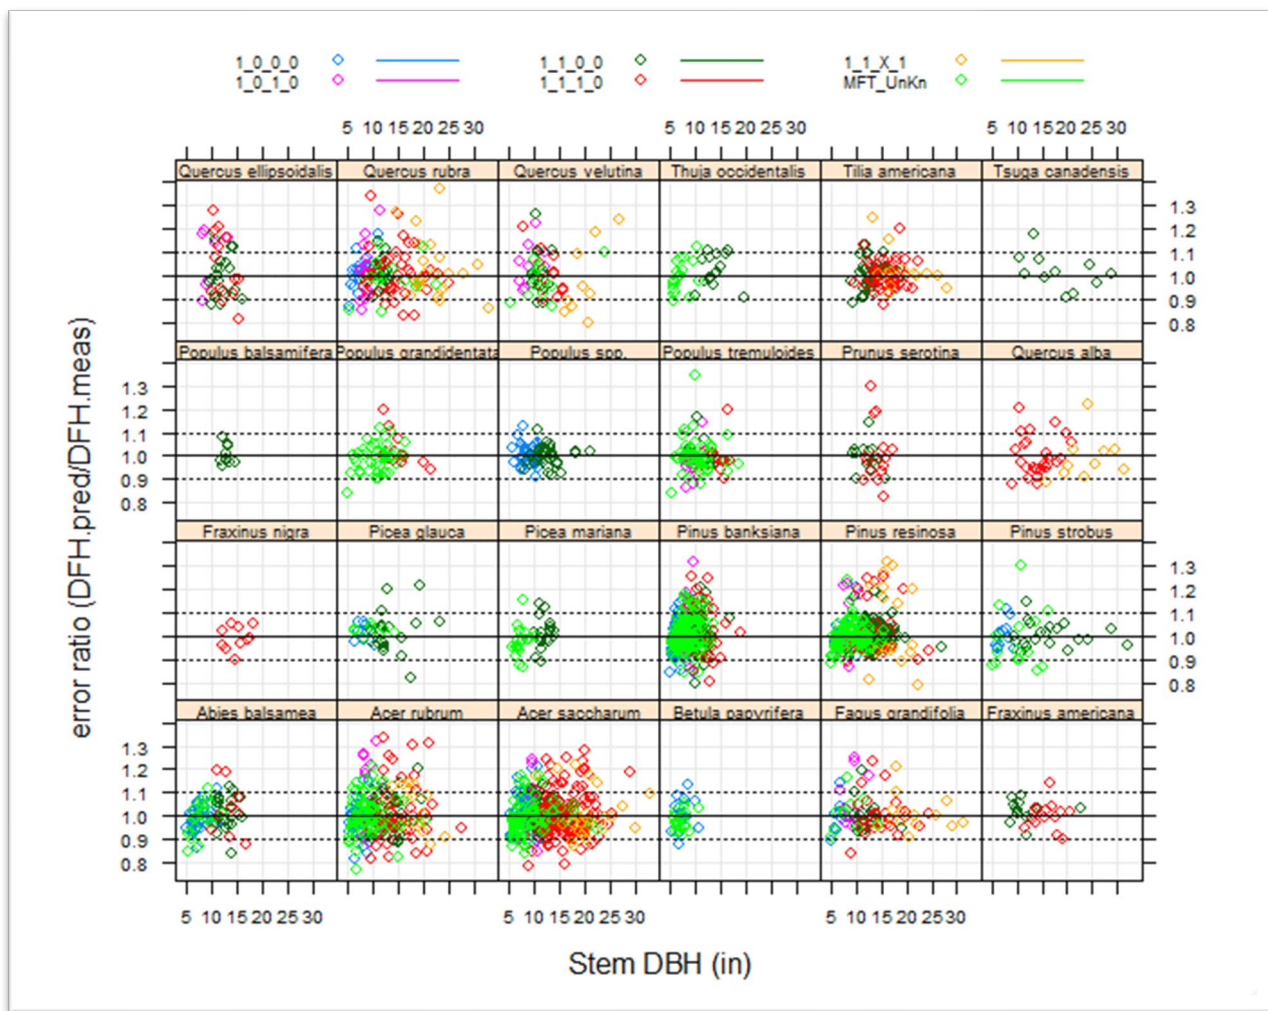 1_0_0_0 1_1_0_0 1_1_X_1
1_0_1_0 1_1_1_0 MFT_UnKn
5 10 15 20 25 30 5 10 15 20 25 30 5 10 15 20 25 30
Quercus ellipsoidalis Quercus rubra Quercus velutina Thuja occidentalis Tilia americana Tsuga canadensis
1.3
1.2
1.1
1.0
0.9
0.8
Populus balsamifera Populus grandidentata Populus spp. Populus tremuloides Prunus serotina Quercus alba
1.3
1.2
1.1
1.0
0.9
0.8
Fraxinus nigra Picea glauca Picea mariana Pinus banksiana Pinus resinosa Pinus strobus
1.3
1.2
1.1
1.0
0.9
0.8
Abies balsamea Acer rubrum Acer saccharum Betula papyrifera Fagus grandifolia Fraxinus americana
1.3
1.2
1.1
1.0
0.9
0.8
5 10 15 20 25 30 5 10 15 20 25 30 5 10 15 20 25 30
error ratio (DFH.pred/DFH.meas)
Stem DBH (in)